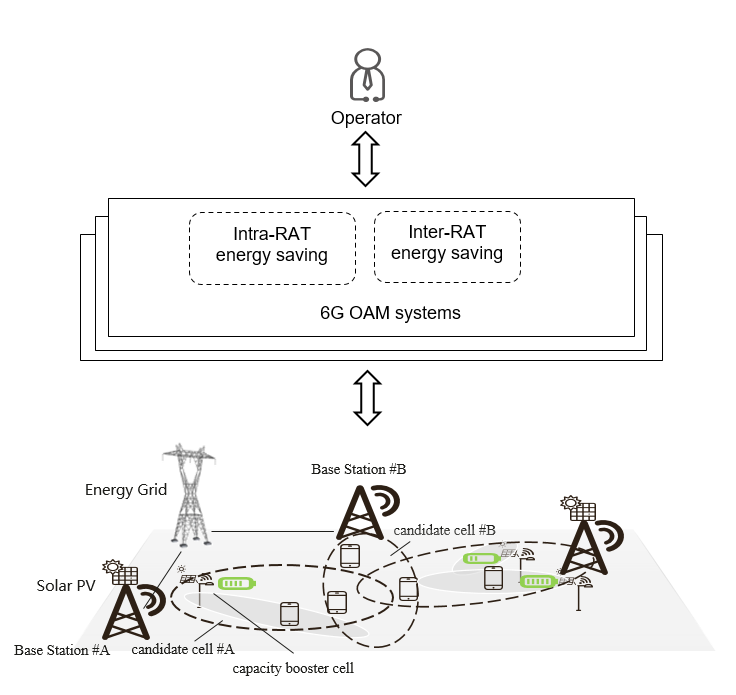 Operator
Intra-RAT
energy saving
Inter-RAT
energy saving
6G OAM systems
Base Station #B
Energy Grid
candidate cell #B
Solar PV
Base Station #A
candidate cell #A
capacity booster cell